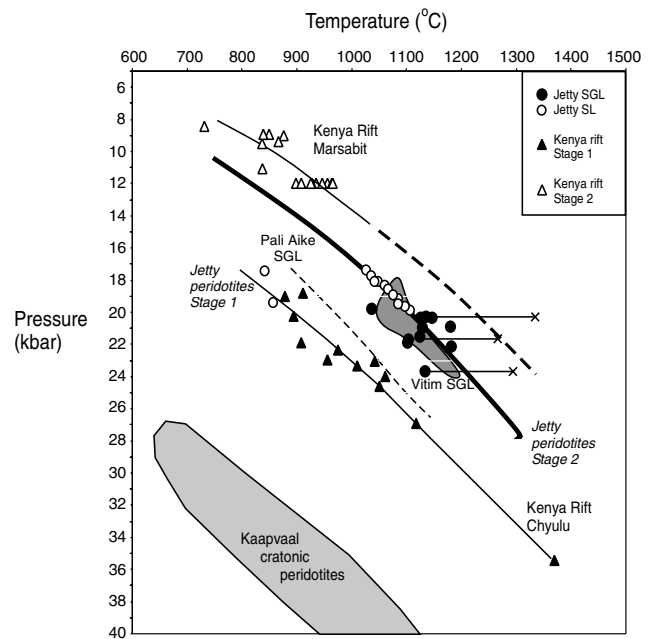 Temperature (°C)
600 700 800 900 1000 1100 1200 1300 1400 1500
6
8
10
12
14
16
18
20
22
24
26
28
30
32
34
36
38
40
Pressure
(kbar)
Jetty SGL
Jetty SL
Kenya rift
Stage 1
Kenya rift
Stage 2
Kenya Rift
Marsabit
Pali Aike
SGL
Jetty
peridotites
Stage 1
Vitim SGL
Jetty
peridotites
Stage 2
Kenya Rift
Chyulu
Kaapvaal
cratonic
peridotites